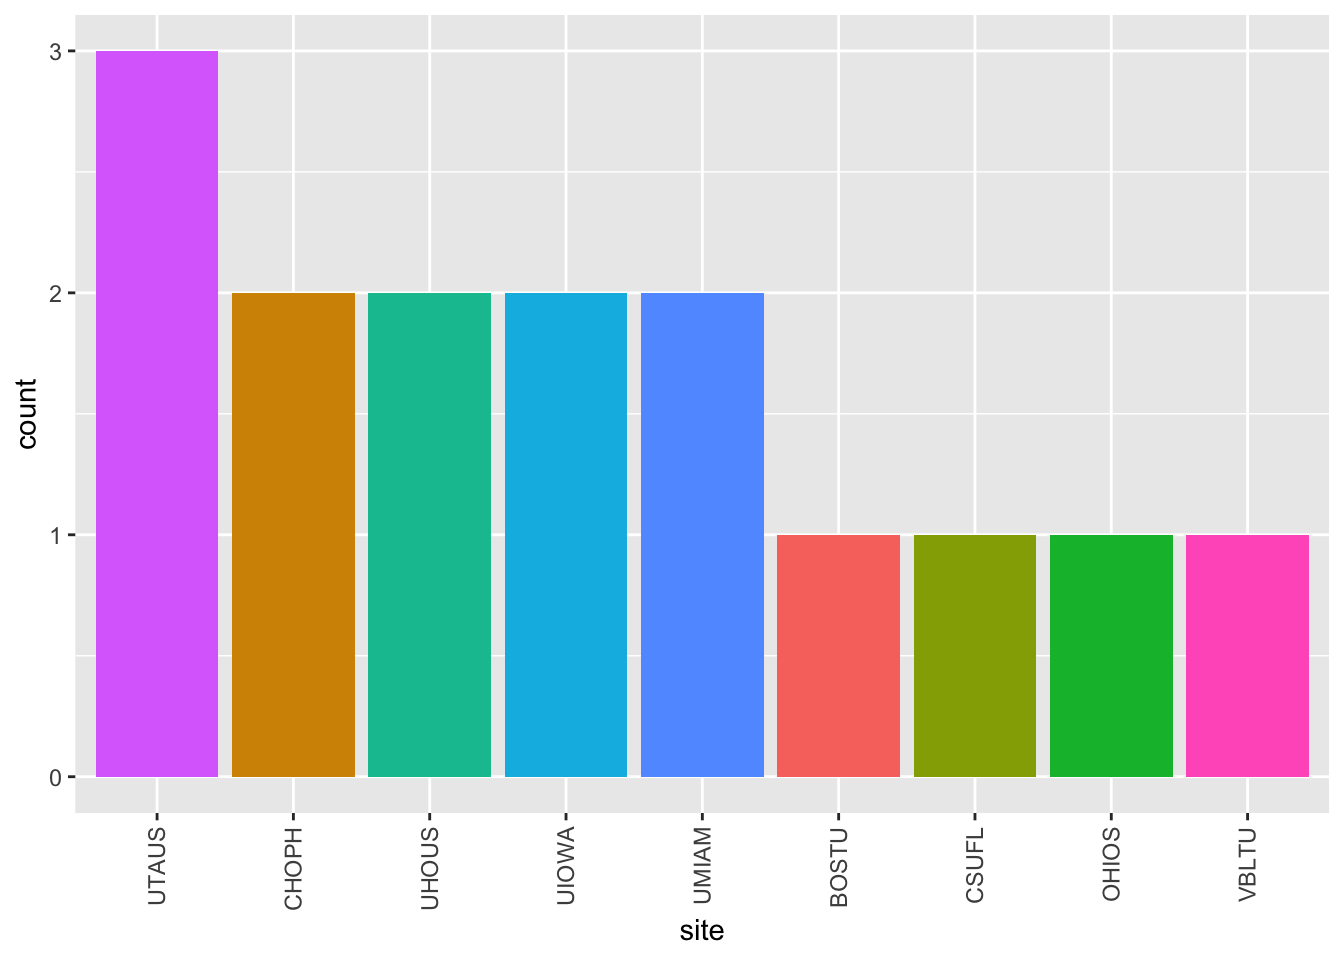 3
2
1
0
count
UTAUS
CHOPH
UHOUS
UIOWA
UMIAM
BOSTU
CSUFL
OHIOS
VBLTU
site